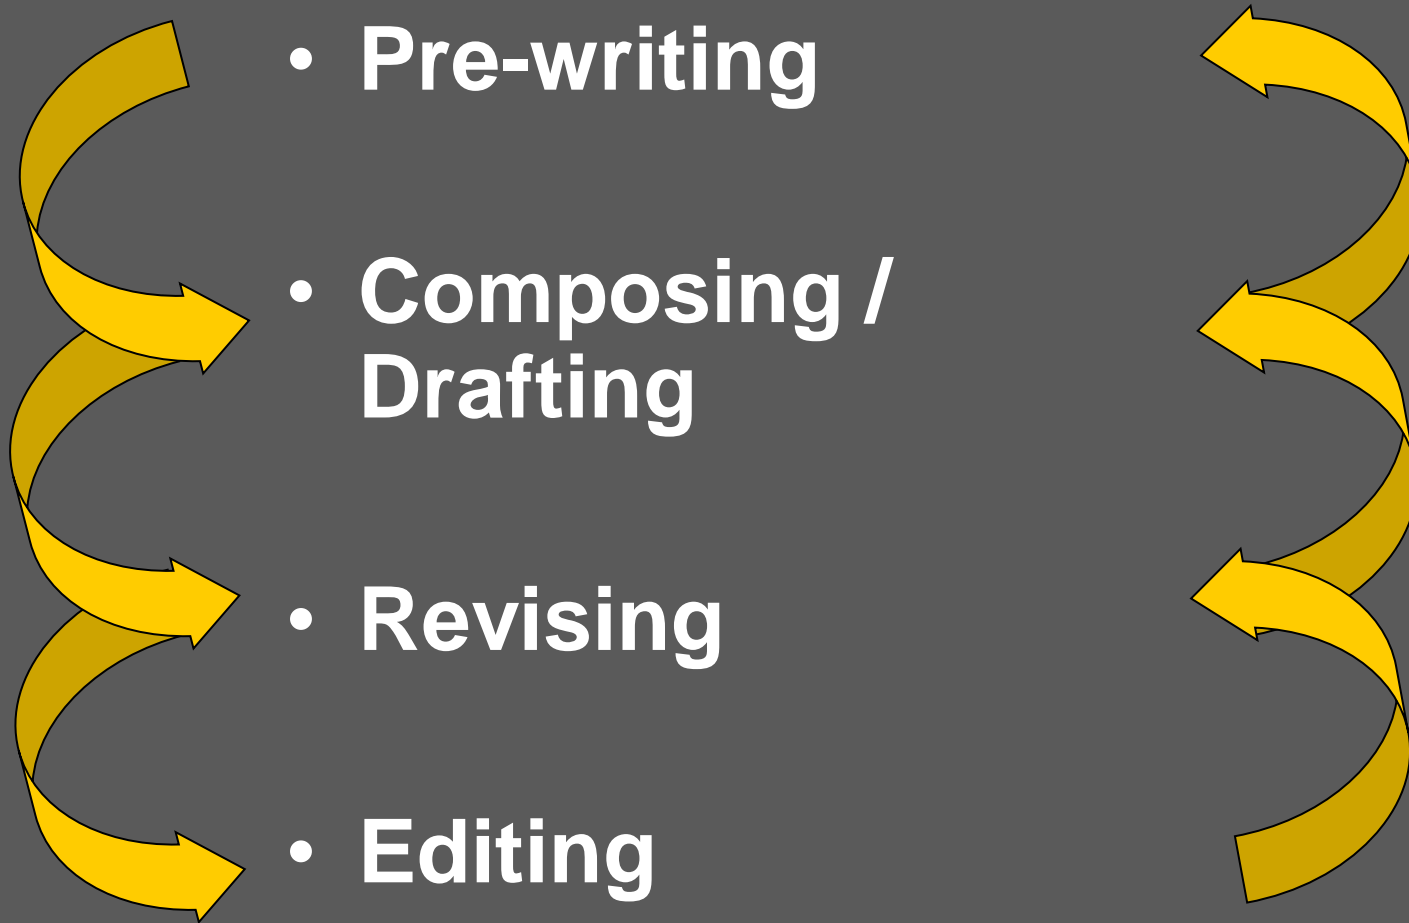 • Pre-writing
• Composing /
Drafting
• Revising
• Editing